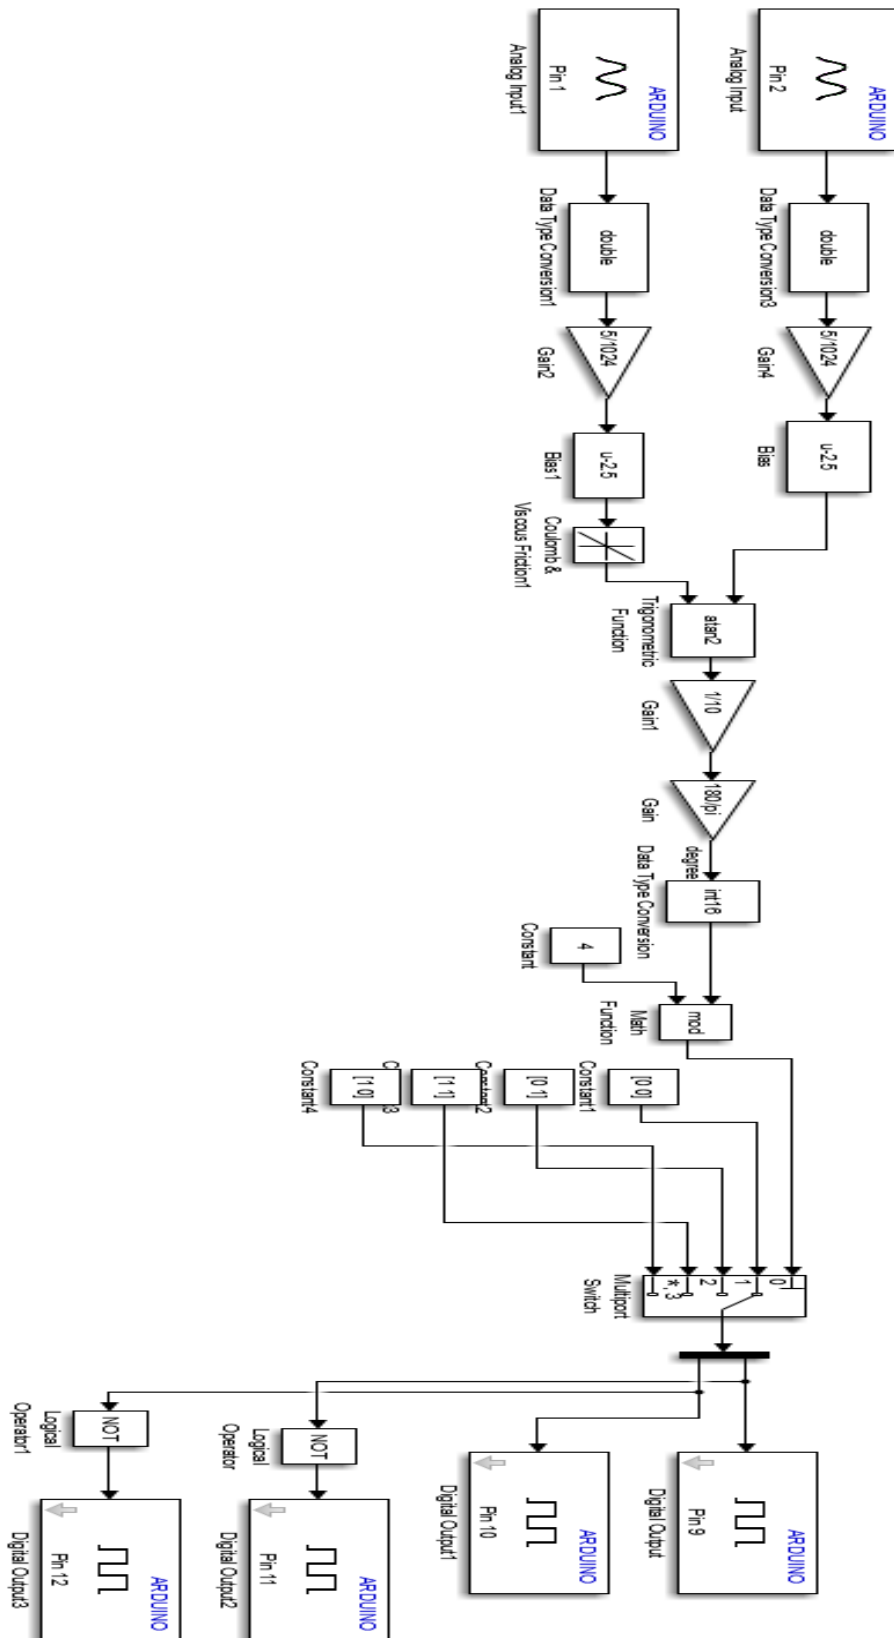 ARDUINO
Pin 2
Analog Input
double
Data Type Conversion3
5/1024
Gain4
u-2.5
Bias
ARDUINO
Pin 1
Analog Input1
double
Data Type Conversion1
5/1024
Gain2
u-2.5
Bias1
Coulomb &
Viscous Friction1
atan2
Trigonometric
Function
1/10
Gain1
180/pi
Gain
degree
int16
Data Type Conversion
4
Constant
mod
Math
Function
[0 0]
Constant1
[0 1]
[1 1]
[1 0]
Constant4
0
1
2
*, 3
Multiport
Switch
ARDUINO
Pin 9
Digital Output
ARDUINO
Pin 10
Digital Output1
NOT
Logical
Operator
ARDUINO
Pin 11
Digital Output2
NOT
Logical
Operator1
ARDUINO
Pin 12
Digital Output3